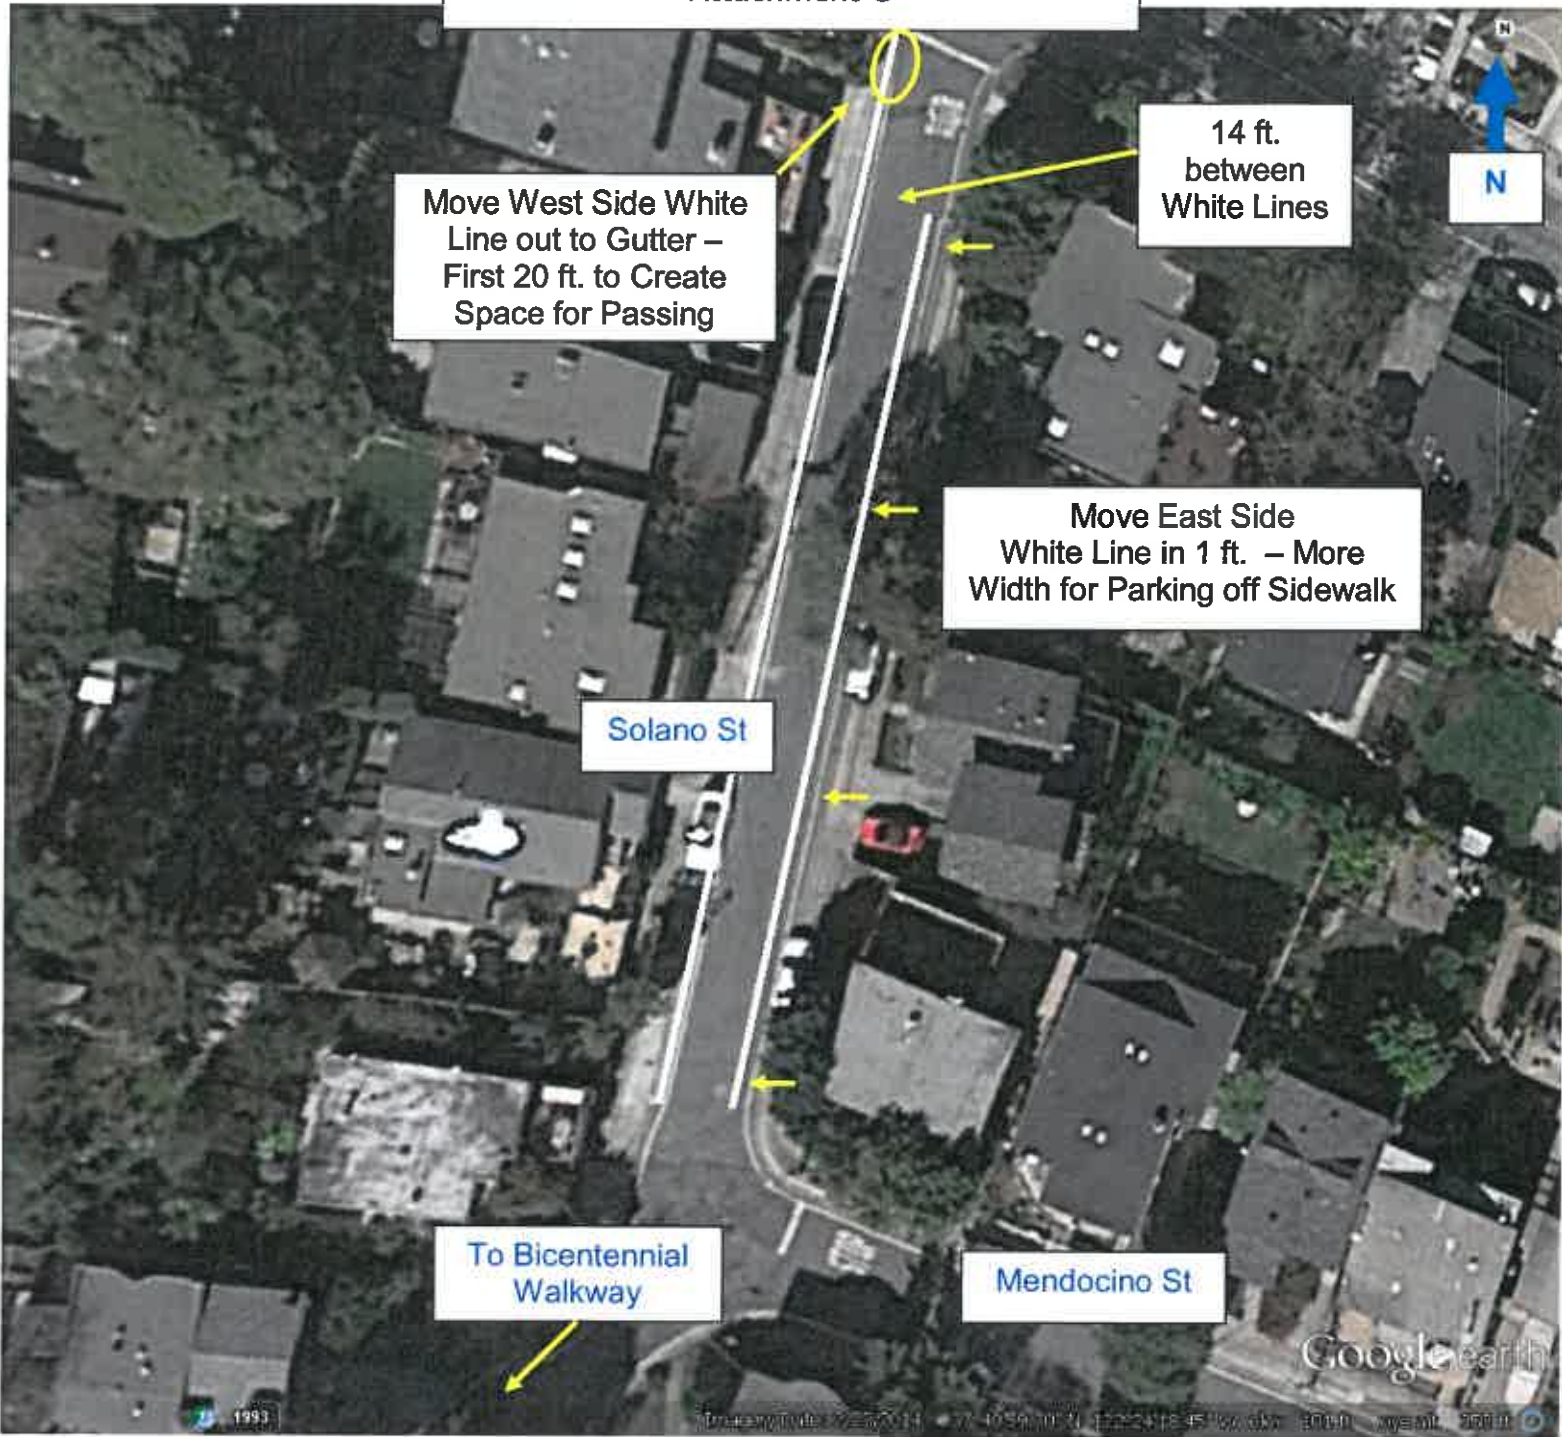 N
14 ft.
between
White Lines
N
Move West Side White
Line out to Gutter –
First 20 ft. to Create
Space for Passing
Move East Side
White Line in 1 ft. – More
Width for Parking off Sidewalk
Solano St
To Bicentennial
Walkway
Mendocino St
Google earth
1993